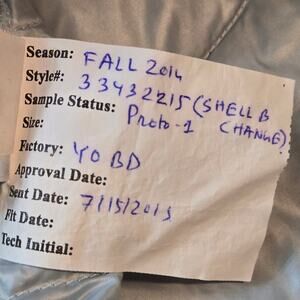 Season: FALL 2014
Style#: 33432215 (SHELL B
Sample Status: Proto-1 CHANGE)
Size:
Factory: YO BD
Approval Date:
Sent Date: 7/15/2013
Fit Date:
Tech Initial: